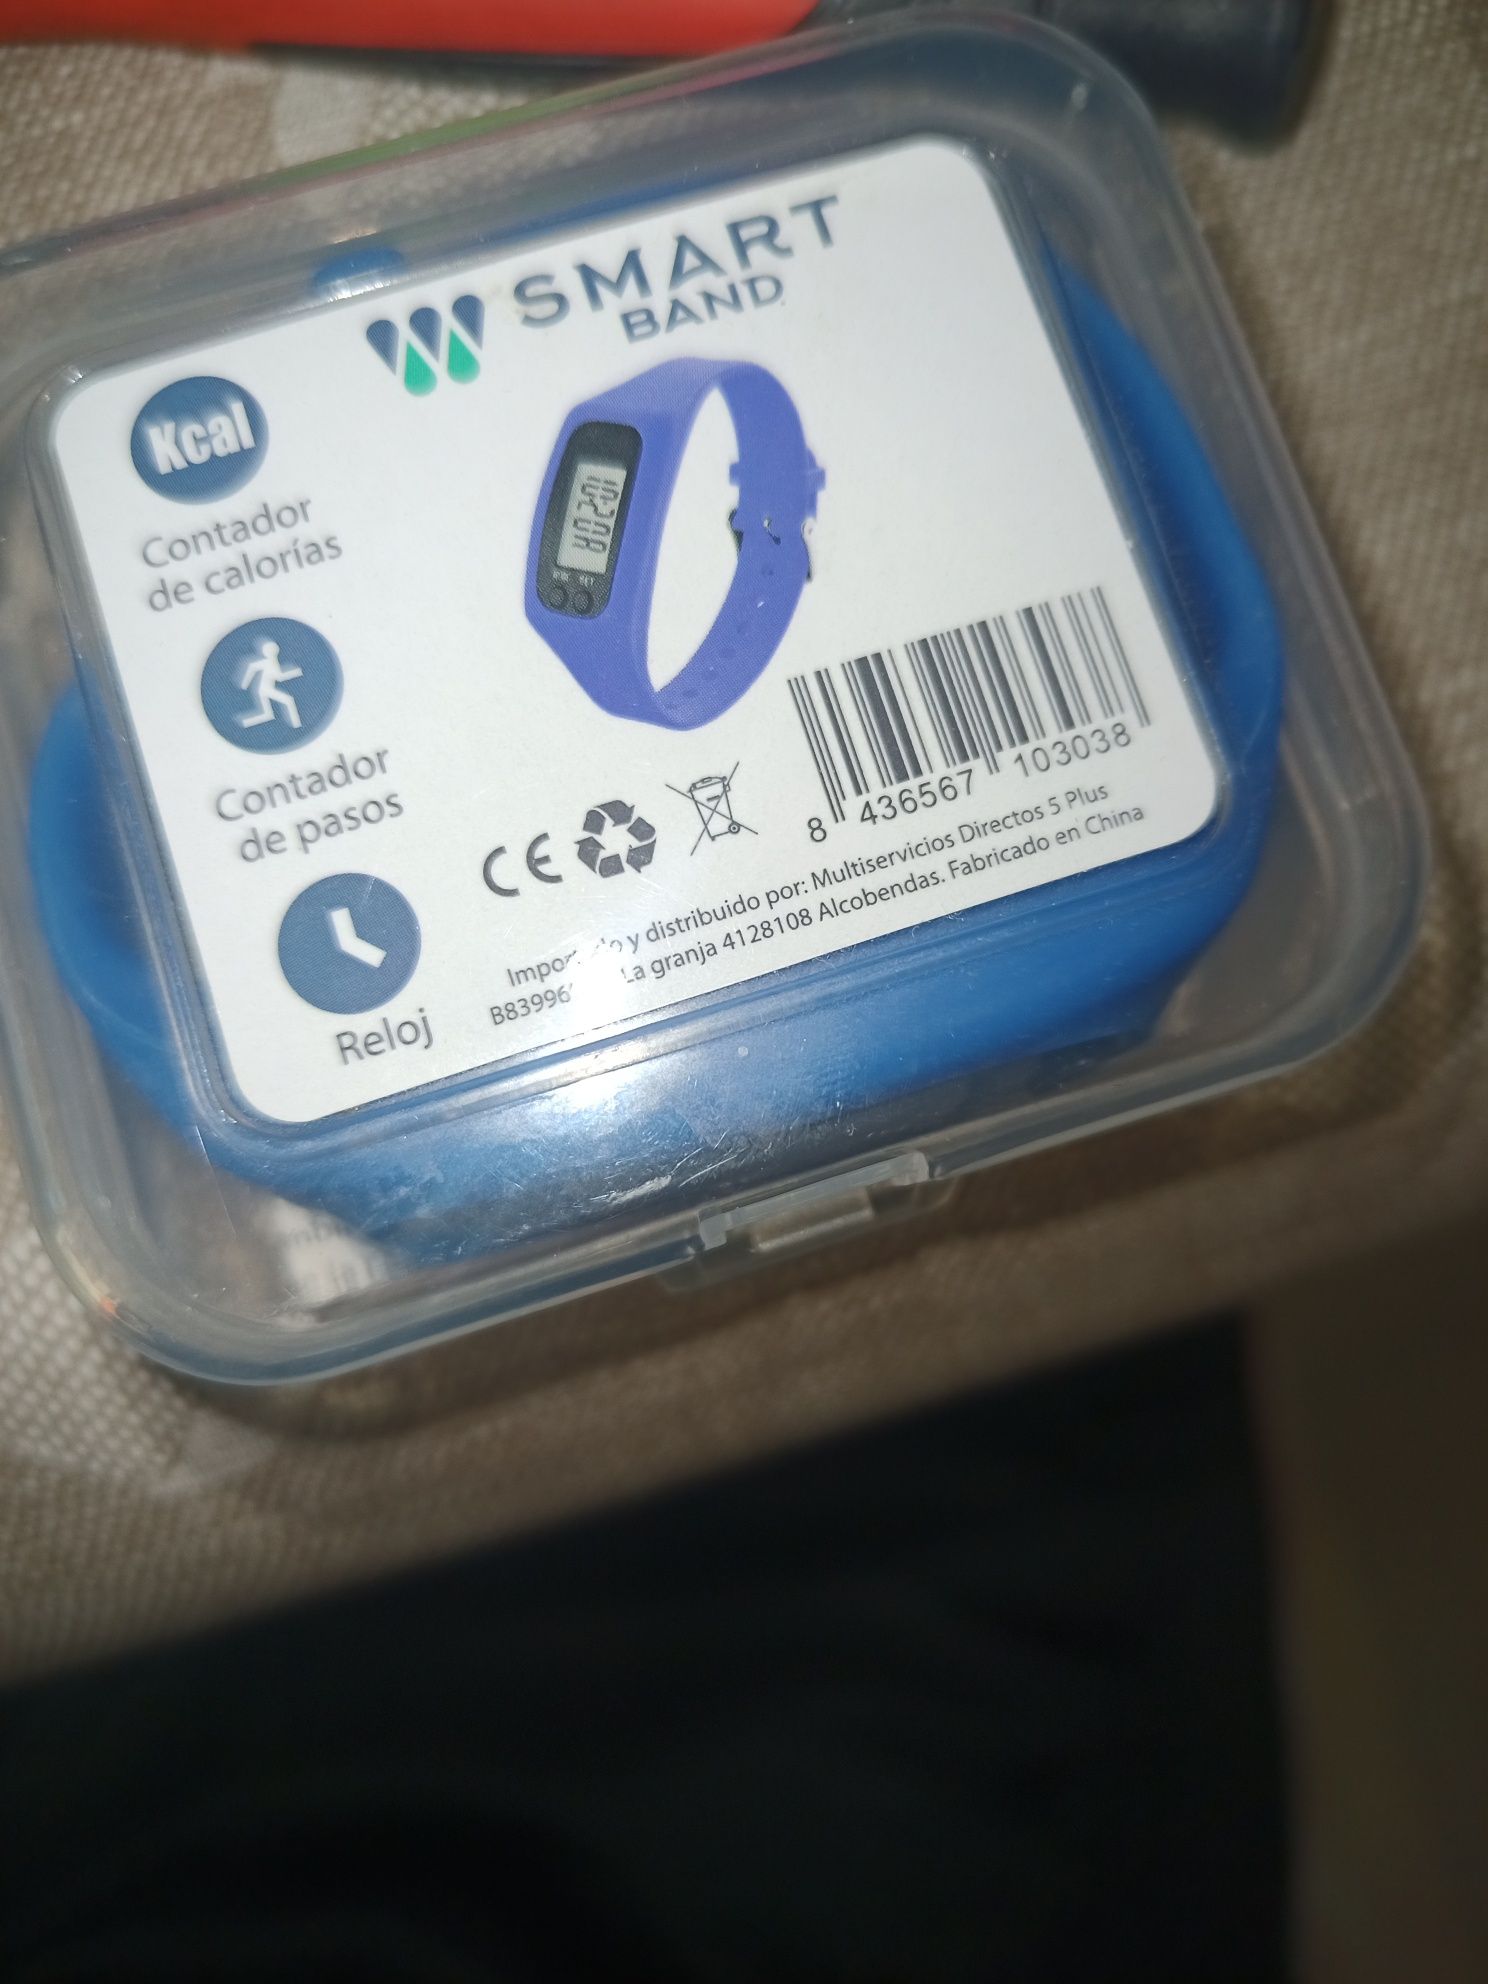 SMART
BAND
Kcal
Contador
de calorías
Contador
de pasos
Reloj
CE
8 436567 103038
y distribuido por: Multiservicios Directos 5 Plus
La granja 4128108 Alcobendas. Fabricado en China